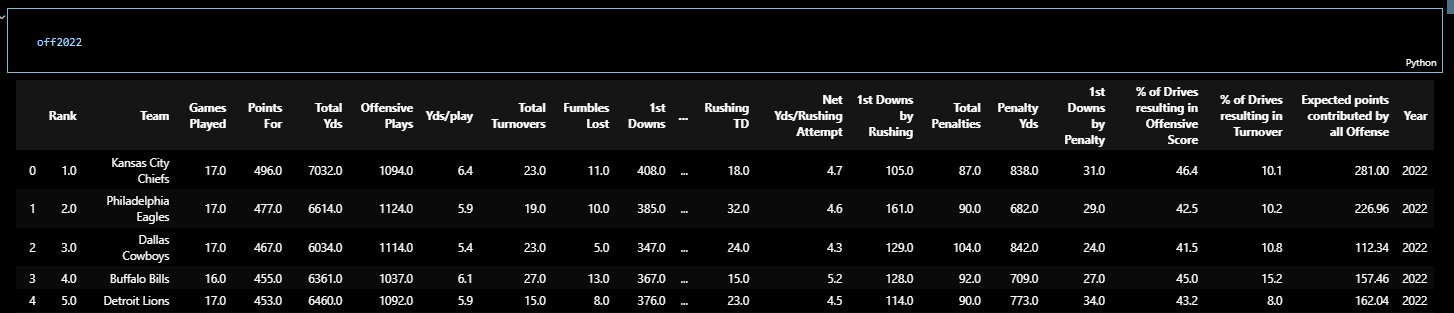 off2022
Python
Rank Team Games Played Points For Total Yds Offensive Plays Yds/play Total Turnovers Fumbles Lost 1st Downs ... Rushing TD Net Yds/Rushing Attempt 1st Downs by Rushing Total Penalties Penalty Yds 1st Downs by Penalty % of Drives resulting in Offensive Score % of Drives resulting in Turnover Expected points contributed by all Offense Year
0 1.0 Kansas City Chiefs 17.0 496.0 7032.0 1094.0 6.4 23.0 11.0 408.0 ... 18.0 4.7 105.0 87.0 838.0 31.0 46.4 10.1 281.00 2022
1 2.0 Philadelphia Eagles 17.0 477.0 6614.0 1124.0 5.9 19.0 10.0 385.0 ... 32.0 4.6 161.0 90.0 682.0 29.0 42.5 10.2 226.96 2022
2 3.0 Dallas Cowboys 17.0 467.0 6034.0 1114.0 5.4 23.0 5.0 347.0 ... 24.0 4.3 129.0 104.0 842.0 24.0 41.5 10.8 112.34 2022
3 4.0 Buffalo Bills 16.0 455.0 6361.0 1037.0 6.1 27.0 13.0 367.0 ... 15.0 5.2 128.0 92.0 709.0 27.0 45.0 15.2 157.46 2022
4 5.0 Detroit Lions 17.0 453.0 6460.0 1092.0 5.9 15.0 8.0 376.0 ... 23.0 4.5 114.0 90.0 773.0 34.0 43.2 8.0 162.04 2022